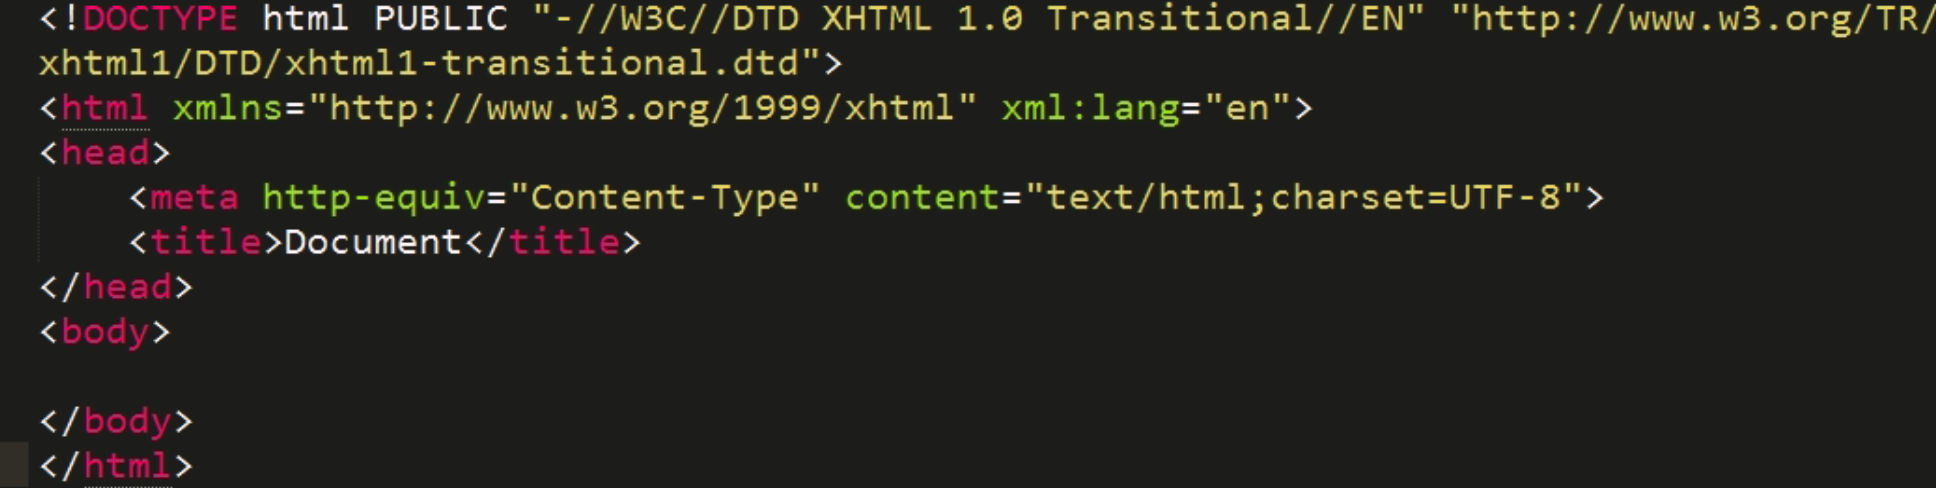 <!DOCTYPE html PUBLIC "-//W3C//DTD XHTML 1.0 Transitional//EN" "http://www.w3.org/TR/
xhtml1/DTD/xhtml1-transitional.dtd">
<html xmlns="http://www.w3.org/1999/xhtml" xml:lang="en">
<head>
    <meta http-equiv="Content-Type" content="text/html;charset=UTF-8">
    <title>Document</title>
</head>
<body>

</body>
</html>